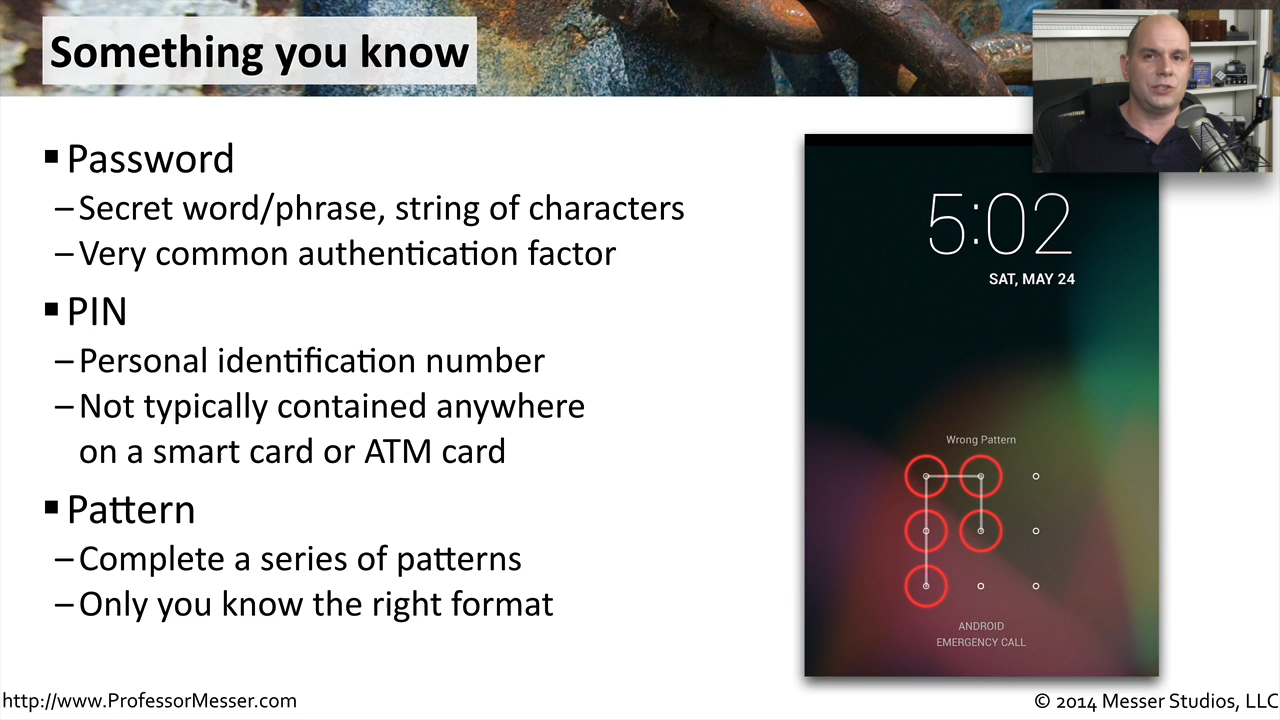 Something you know
▪ Password
– Secret word/phrase, string of characters
– Very common authentication factor
▪ PIN
– Personal identification number
– Not typically contained anywhere
on a smart card or ATM card
▪ Pattern
– Complete a series of patterns
– Only you know the right format
5:02
SAT, MAY 24
Wrong Pattern
ANDROID
EMERGENCY CALL
http://www.ProfessorMesser.com
© 2014 Messer Studios, LLC